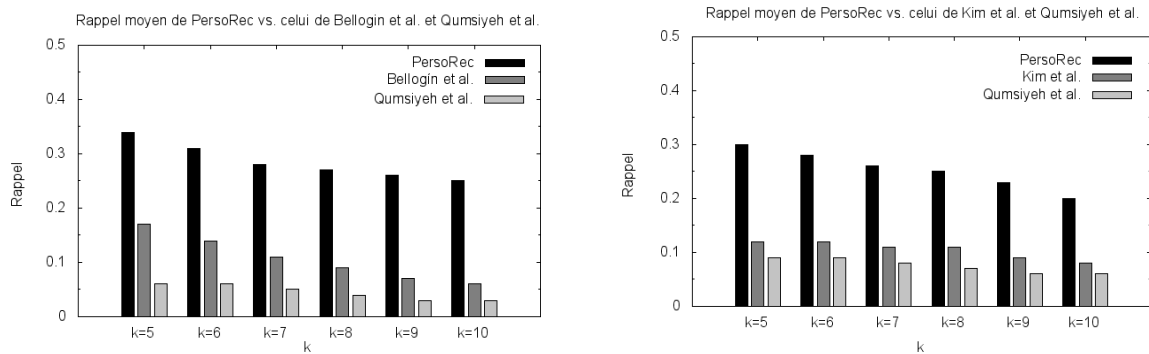 Rappel moyen de PersoRec vs. celui de Bellogin et al. et Qumsiyeh et al.
0.5
0.4
0.3
0.2
0.1
0
Rappel
PersoRec
Bellogín et al.
Qumsiyeh et al.
k=5 k=6 k=7 k=8 k=9 k=10
k
Rappel moyen de PersoRec vs. celui de Kim et al. et Qumsiyeh et al.
0.5
0.4
0.3
0.2
0.1
0
Rappel
PersoRec
Kim et al.
Qumsiyeh et al.
k=5 k=6 k=7 k=8 k=9 k=10
k